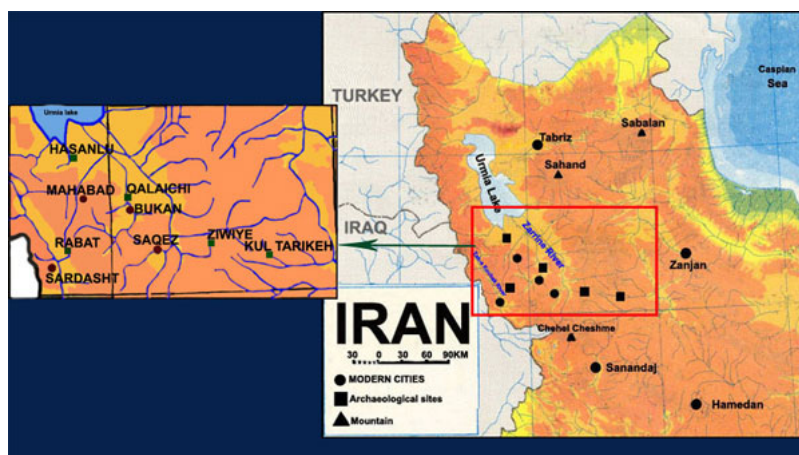 Urmia lake
HASANLU
MAHABAD
QALAICHI
BUKAN
RABAT
SAQEZ
ZIWIYE
KUL TARIKEH
SARDASHT
TURKEY
Caspian
Sea
Tabriz
Sabalan
Sahand
Urmia Lake
IRAQ
Zarrine River
Zanjan
IRAN
30 0 30 60 90KM
MODERN CITIES
Archaeological sites
Mountain
Chehel Cheshme
Sanandaj
Hamedan